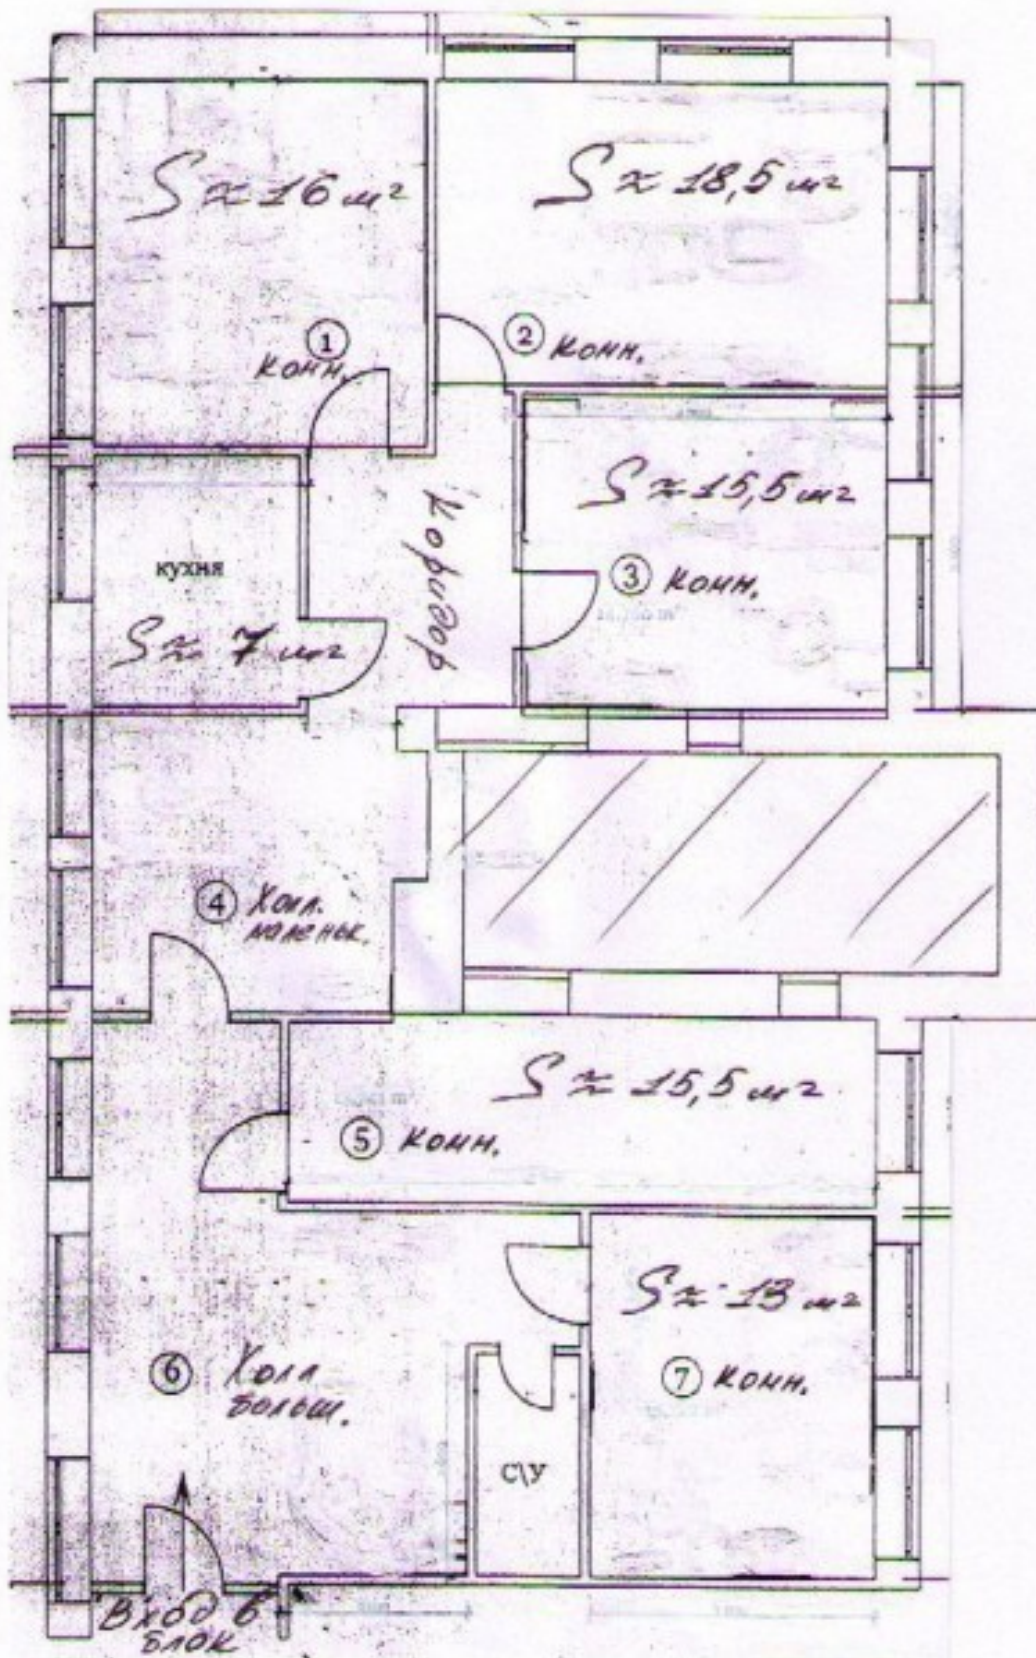 S ≈ 16 м²
S ≈ 18,5 м²
① комн.
② комн.
S ≈ 15,5 м²
③ комн.
Коридор
кухня
S ≈ 7 м²
④ Холл.
маленьк.
S ≈ 15,5 м²
⑤ комн.
S ≈ 13 м²
⑥ Холл
больш.
⑦ комн.
С\У
Вход в
блок